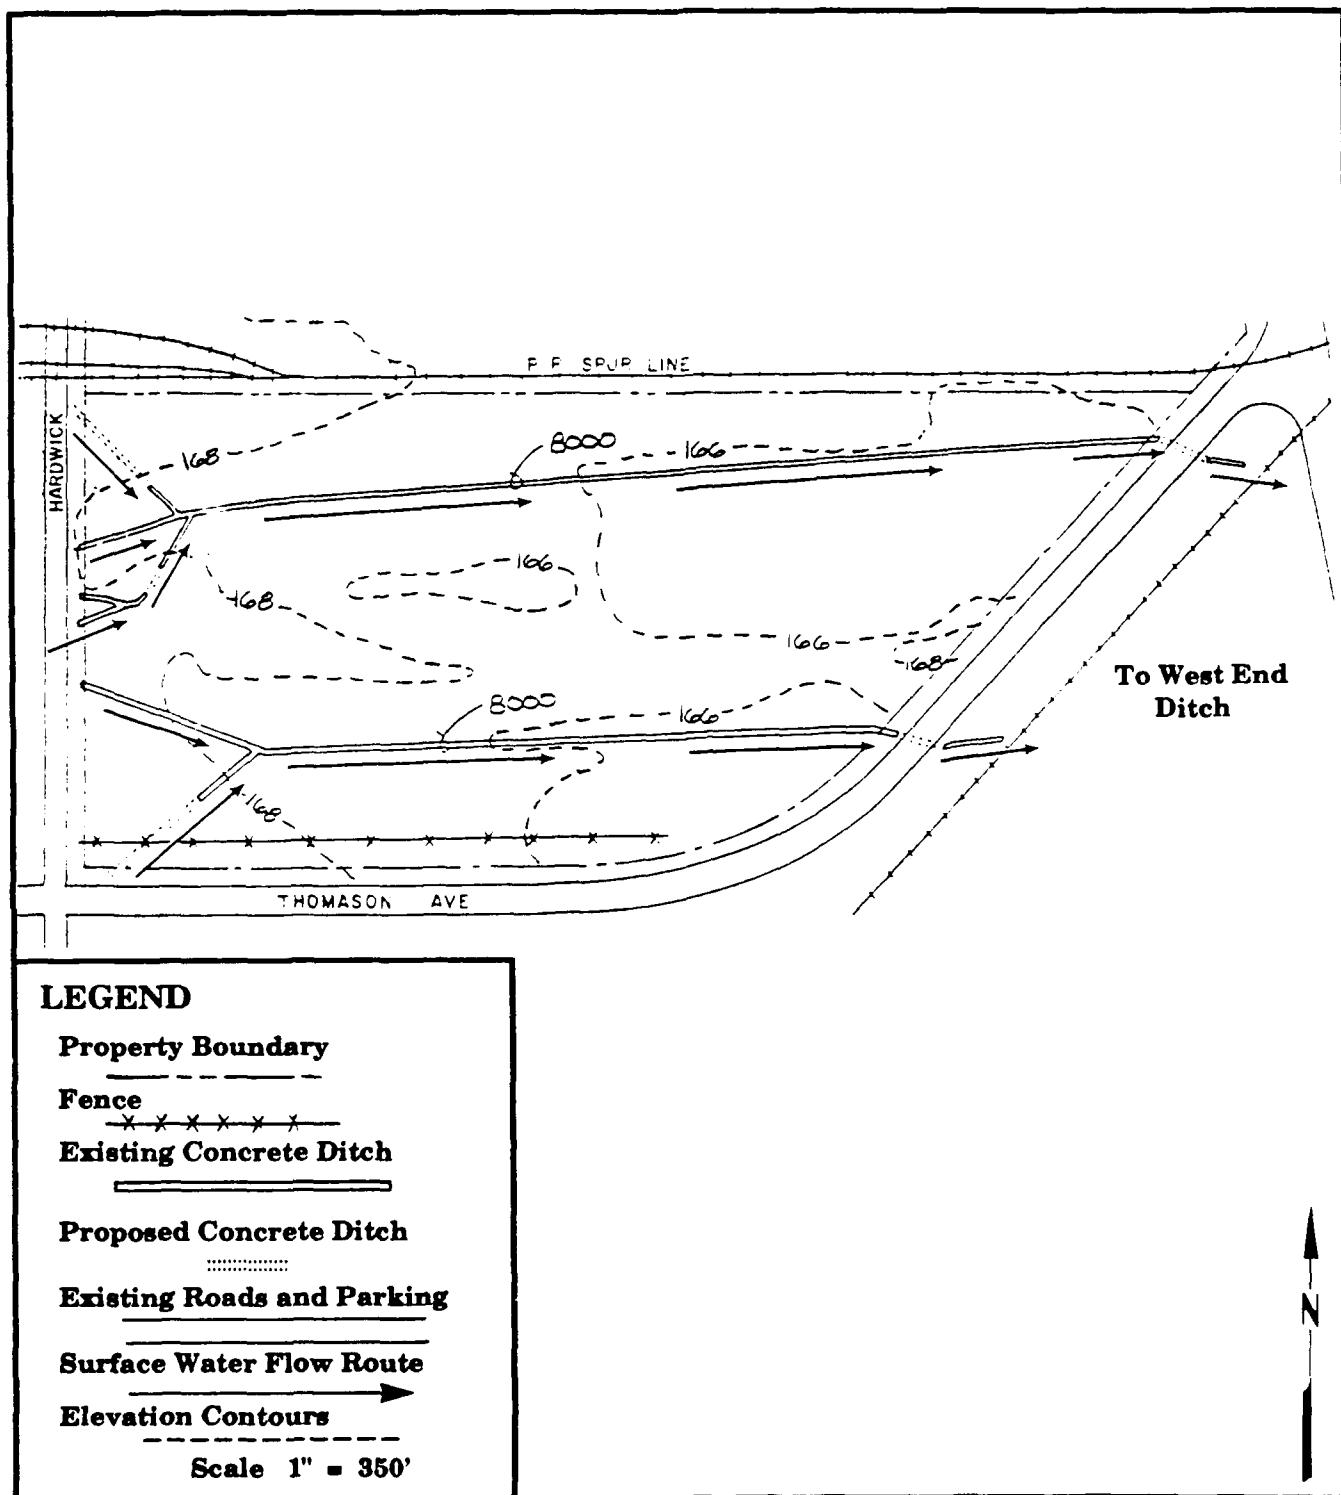 R R SPUR LINE
HARDWICK
8000
168
166
166
168
166
168
To West End
Ditch
8000
166
168
THOMASON AVE
LEGEND
Property Boundary
Fence
Existing Concrete Ditch
Proposed Concrete Ditch
Existing Roads and Parking
Surface Water Flow Route
Elevation Contours
Scale 1" = 350'
N